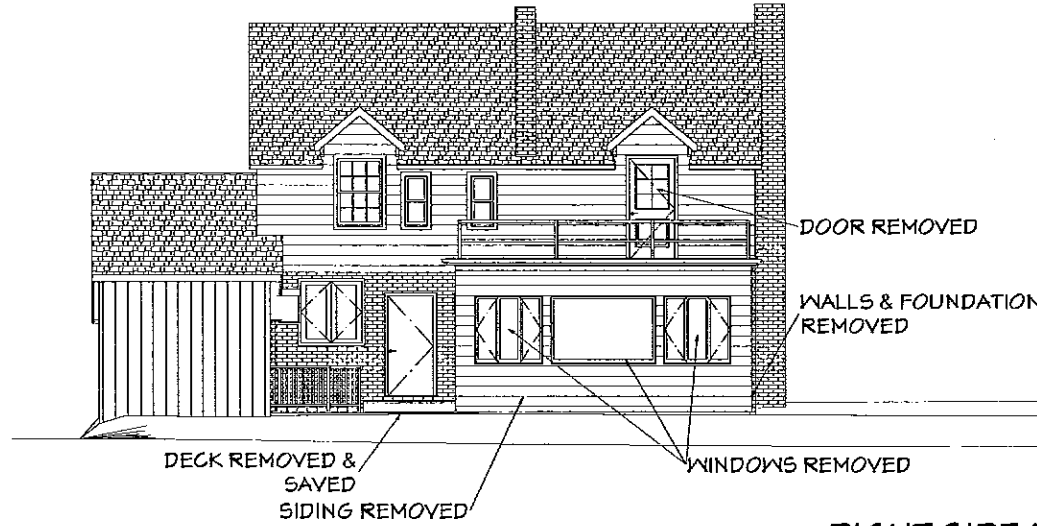 DOOR REMOVED
WALLS & FOUNDATION
REMOVED
DECK REMOVED &
SAVED
WINDOWS REMOVED
SIDING REMOVED